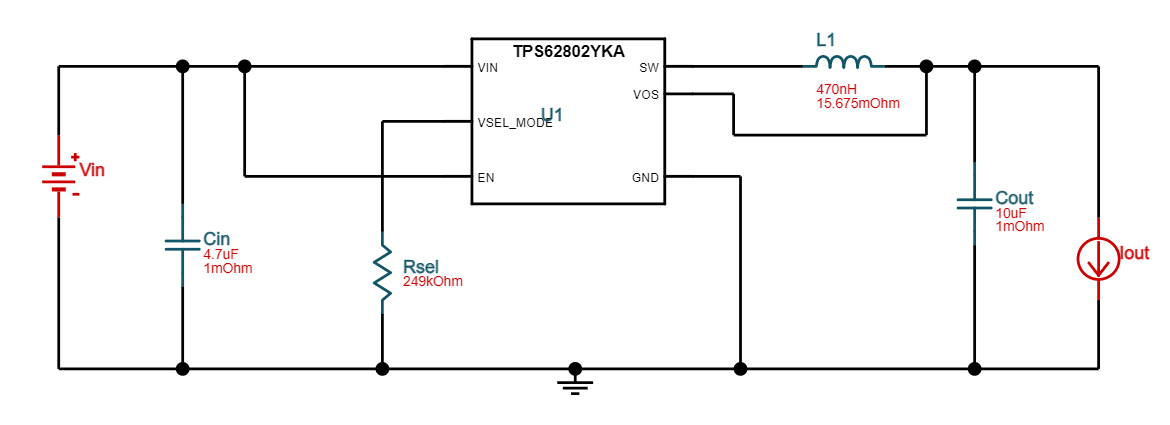 TPS62802YKA
VIN
SW
VOS
U1
VSEL_MODE
EN
GND
L1
470nH
15.675mOhm
+
Vin
-
Cin
4.7uF
1mOhm
Rsel
249kOhm
Cout
10uF
1mOhm
Iout